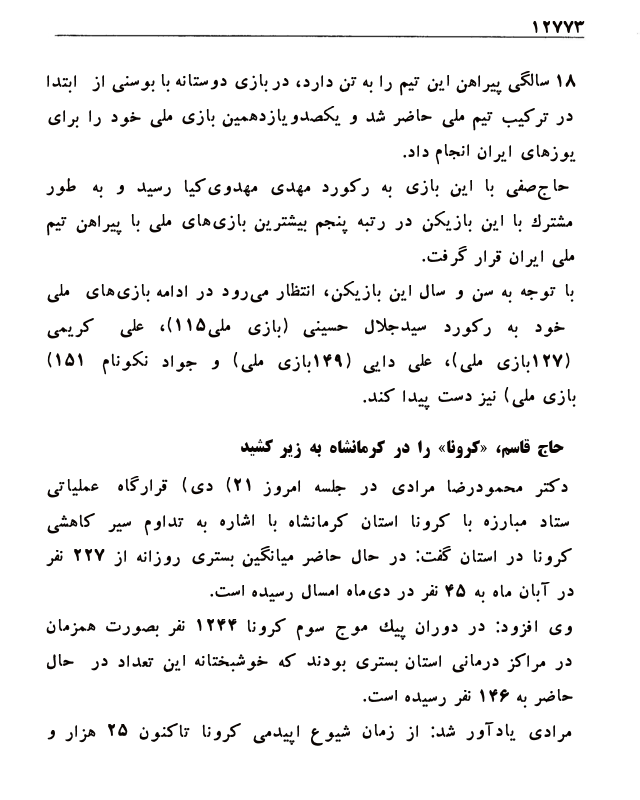 ۱۲۷۷۳
۱۸ سالگی پیراهن این تیم را به تن دارد، در بازی دوستانه با بوسنی از ابتدا
در ترکیب تیم ملی حاضر شد و یکصدویازدهمین بازی ملی خود را برای
یوزهای ایران انجام داد.
حاج‌صفی با این بازی به رکورد مهدی مهدوی‌کیا رسید و به طور
مشترك با این بازیکن در رتبه پنجم بیشترین بازی‌های ملی با پیراهن تیم
ملی ایران قرار گرفت.
با توجه به سن و سال این بازیکن، انتظار می‌رود در ادامه بازی‌های ملی
خود به رکورد سیدجلال حسینی (بازی ملی۱۱۵)، علی کریمی
(۱۲۷بازی ملی)، علی دایی (۱۴۹بازی ملی) و جواد نکونام ۱۵۱)
بازی ملی) نیز دست پیدا کند.
حاج قاسم، «کرونا» را در کرمانشاه به زیر کشید
دکتر محمودرضا مرادی در جلسه امروز ۲۱) دی) قرارگاه عملیاتی
ستاد مبارزه با کرونا استان کرمانشاه با اشاره به تداوم سیر کاهشی
کرونا در استان گفت: در حال حاضر میانگین بستری روزانه از ۲۲۷ نفر
در آبان ماه به ۴۵ نفر در دی‌ماه امسال رسیده است.
وی افزود: در دوران پیك موج سوم کرونا ۱۲۴۴ نفر بصورت همزمان
در مراکز درمانی استان بستری بودند که خوشبختانه این تعداد در حال
حاضر به ۱۴۶ نفر رسیده است.
مرادی یادآور شد: از زمان شیوع اپیدمی کرونا تاکنون ۲۵ هزار و